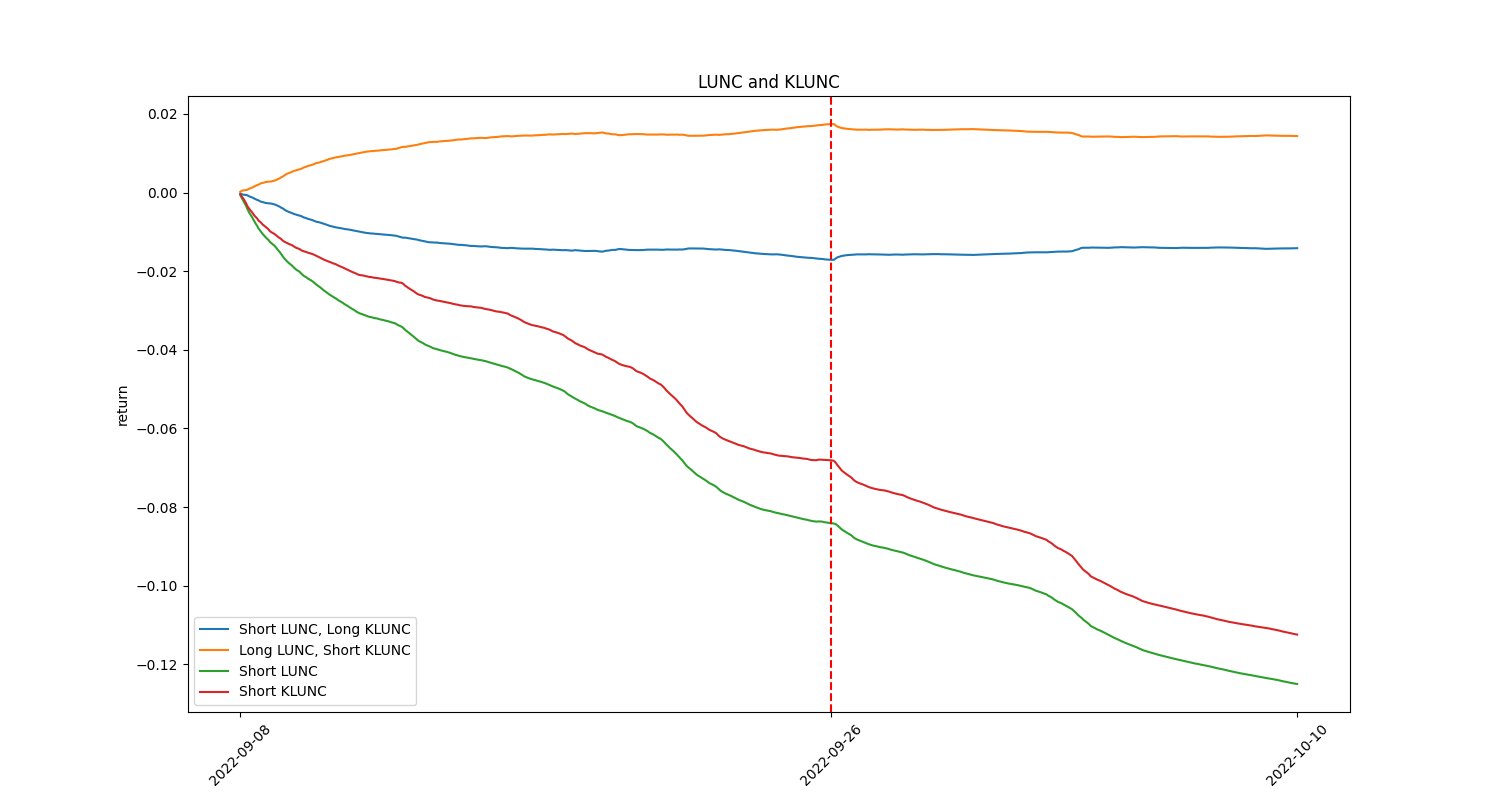 LUNC and KLUNC
0.02
0.00
−0.02
−0.04
−0.06
−0.08
−0.10
−0.12
return
Short LUNC, Long KLUNC
Long LUNC, Short KLUNC
Short LUNC
Short KLUNC
2022-09-08
2022-09-26
2022-10-10